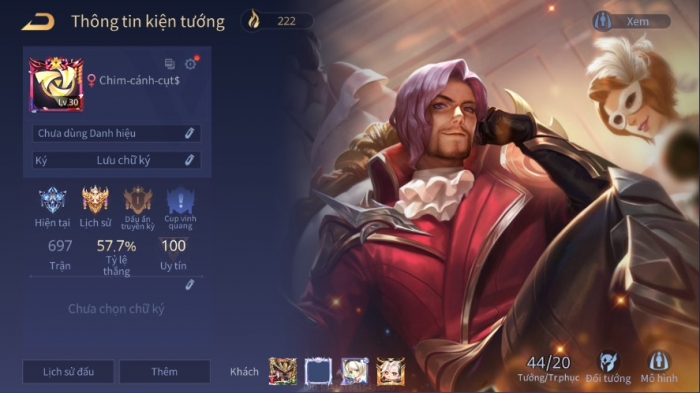 Thông tin kiện tướng
222
Xem
Chim-cánh-cụt$
Lv.30
Chưa dùng Danh hiệu
Ký Lưu chữ ký
Hiện tại
Lịch sử
Dấu ấn truyền kỳ
Cup vinh quang
697
Trận
57.7%
Tỷ lệ thắng
100
Uy tín
Chưa chọn chữ ký
Lịch sử đấu
Thêm
Khách
44/20
Tướng/Trphục
Đổi tướng
Mô hình